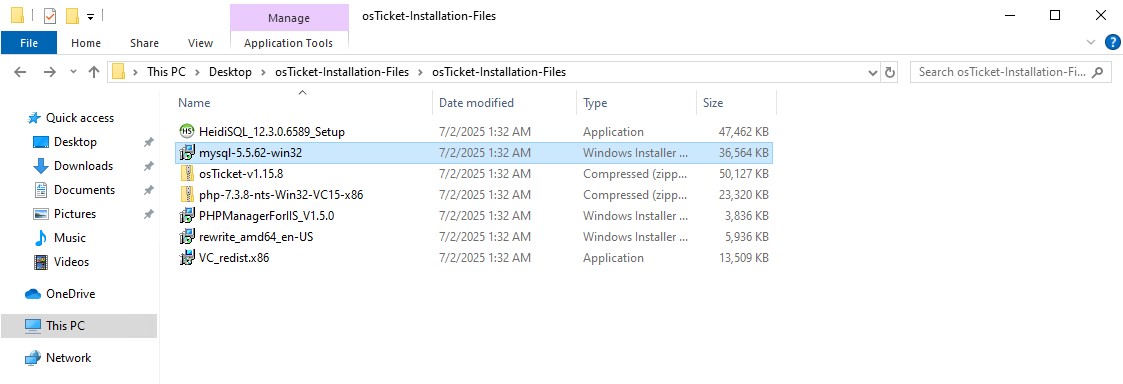 Manage osTicket-Installation-Files
File Home Share View Application Tools
This PC Desktop osTicket-Installation-Files osTicket-Installation-Files Search osTicket-Installation-Fi...
Quick access
Desktop
Downloads
Documents
Pictures
Music
Videos
OneDrive
This PC
Network
Name Date modified Type Size
HeidiSQL_12.3.0.6589_Setup 7/2/2025 1:32 AM Application 47,462 KB
mysql-5.5.62-win32 7/2/2025 1:32 AM Windows Installer ... 36,564 KB
osTicket-v1.15.8 7/2/2025 1:32 AM Compressed (zipp... 50,127 KB
php-7.3.8-nts-Win32-VC15-x86 7/2/2025 1:32 AM Compressed (zipp... 23,320 KB
PHPManagerForIIS_V1.5.0 7/2/2025 1:32 AM Windows Installer ... 3,836 KB
rewrite_amd64_en-US 7/2/2025 1:32 AM Windows Installer ... 5,936 KB
VC_redist.x86 7/2/2025 1:32 AM Application 13,509 KB